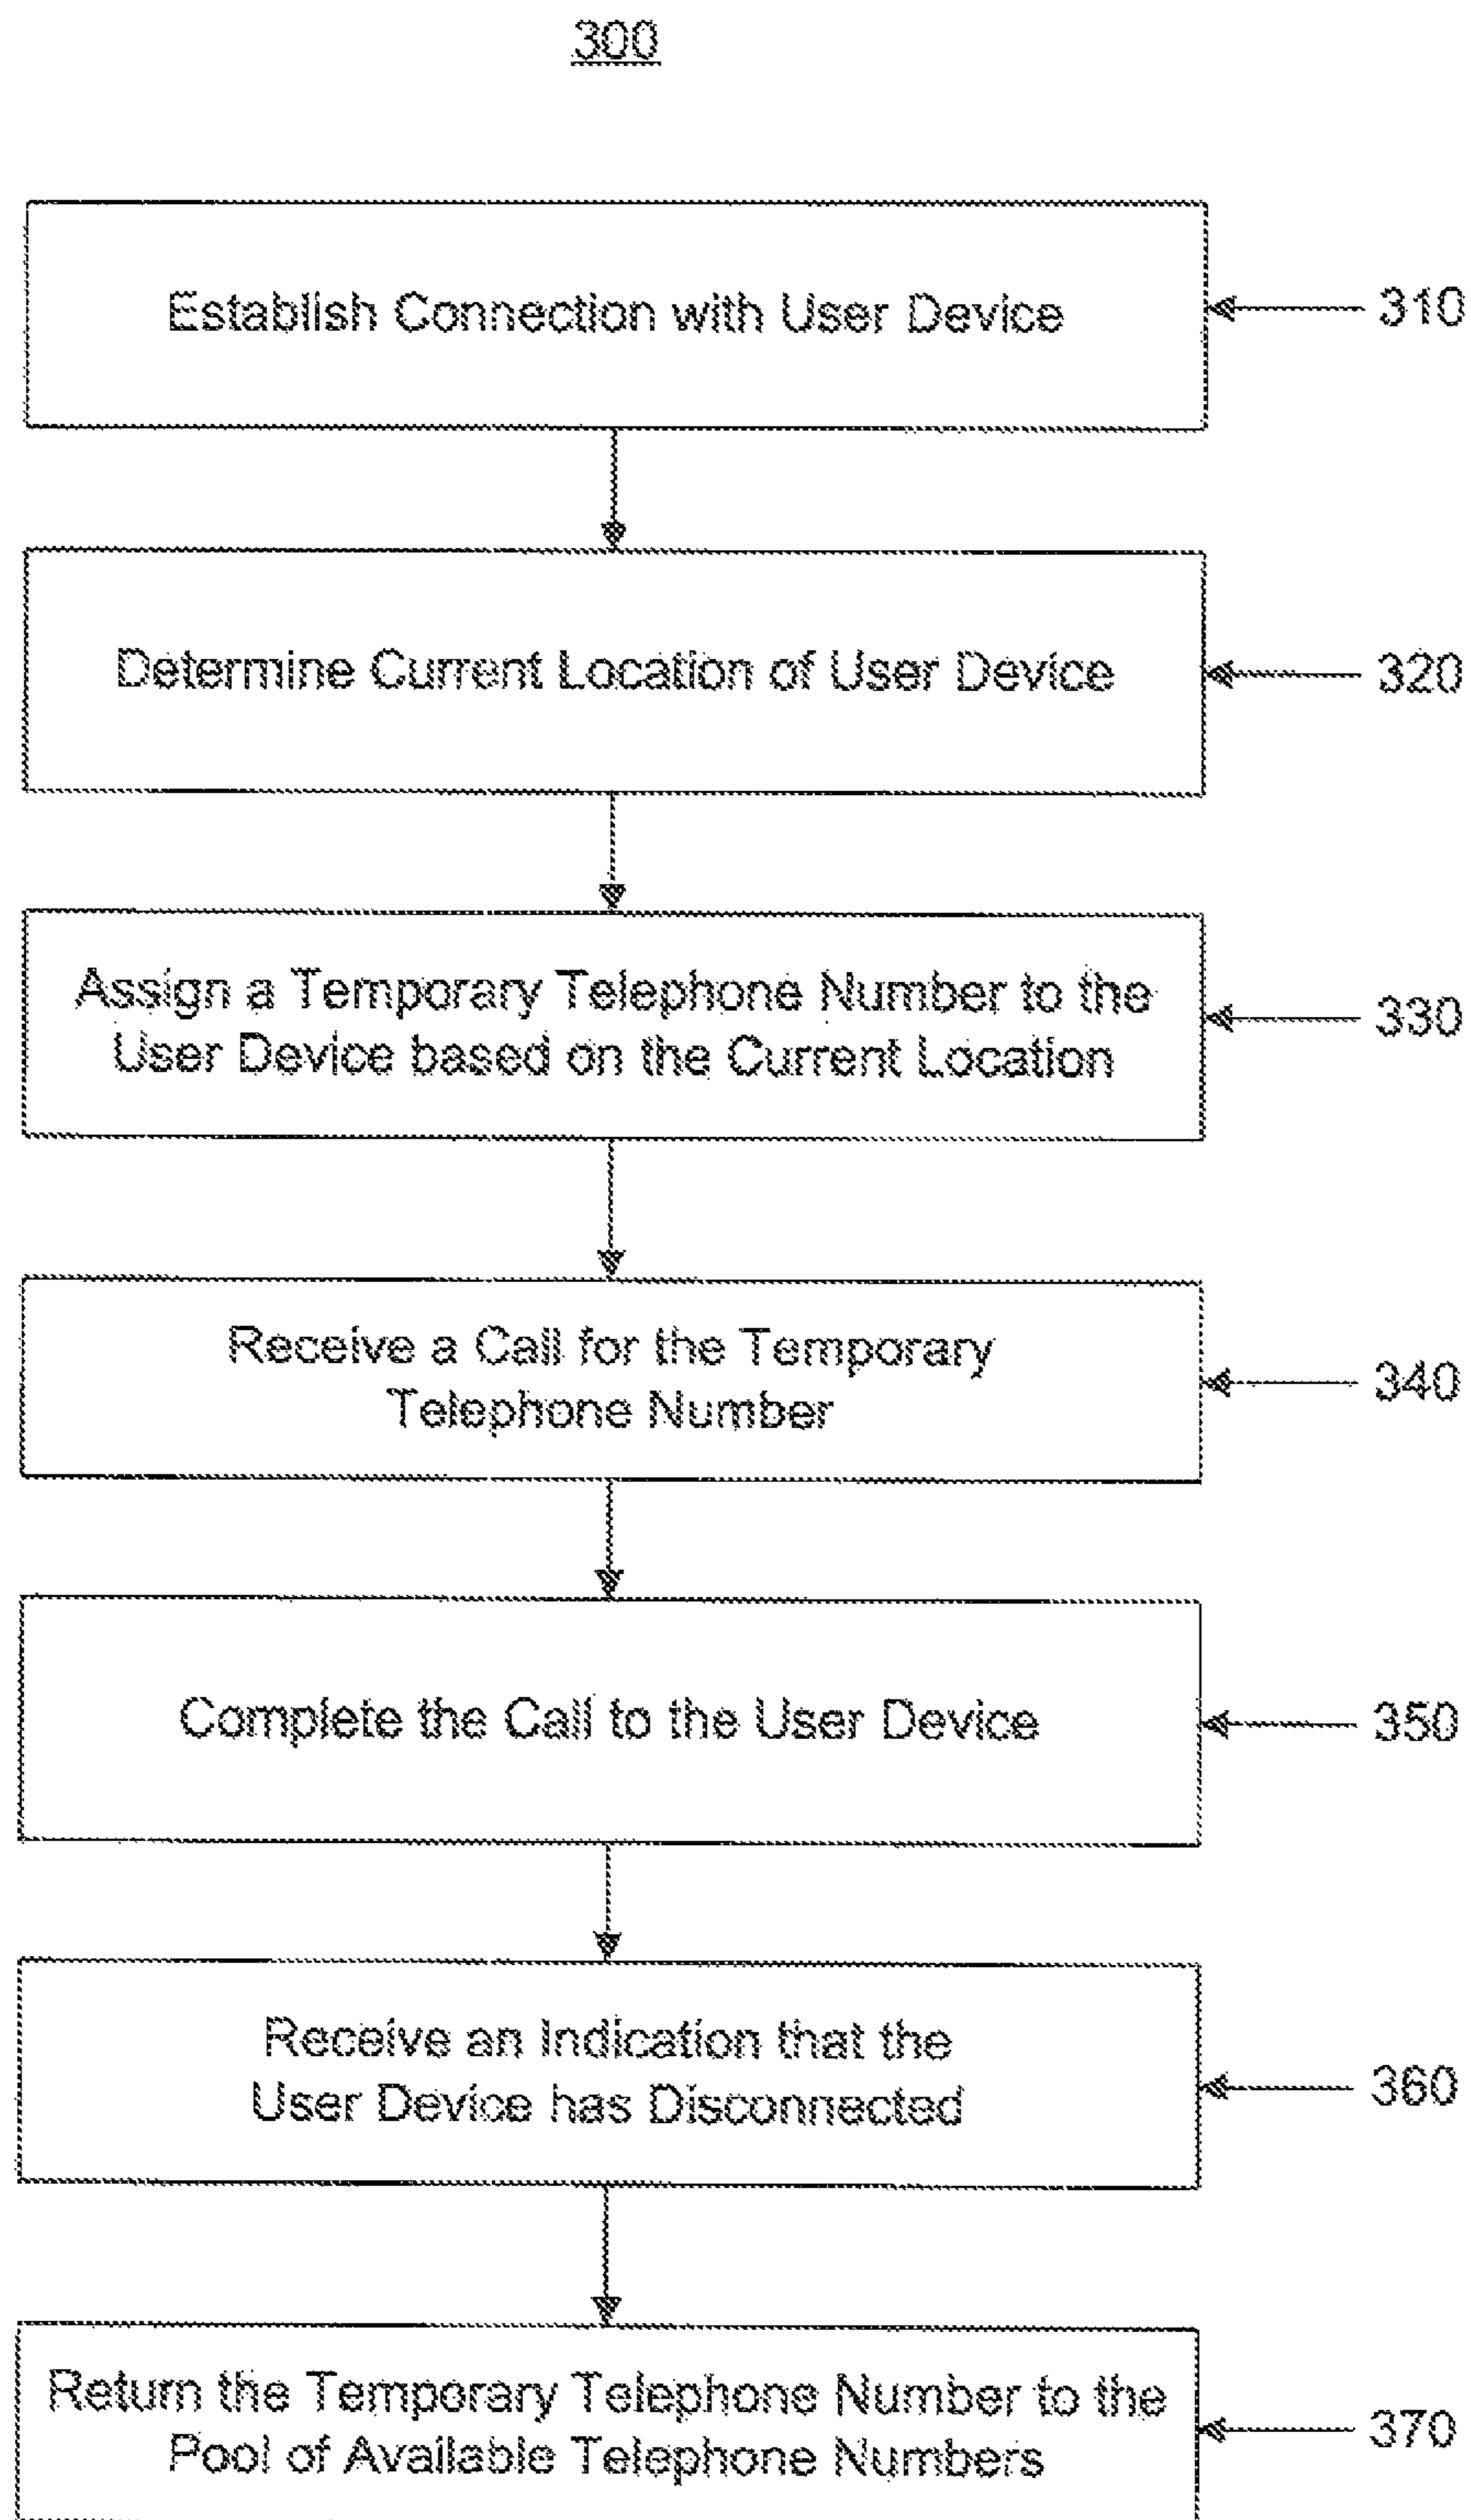 300
Establish Connection with User Device
310
Determine Current Location of User Device
320
Assign a Temporary Telephone Number to the
User Device based on the Current Location
330
Receive a Call for the Temporary
Telephone Number
340
Complete the Call to the User Device
350
Receive an Indication that the
User Device has Disconnected
360
Return the Temporary Telephone Number to the
Pool of Available Telephone Numbers
370